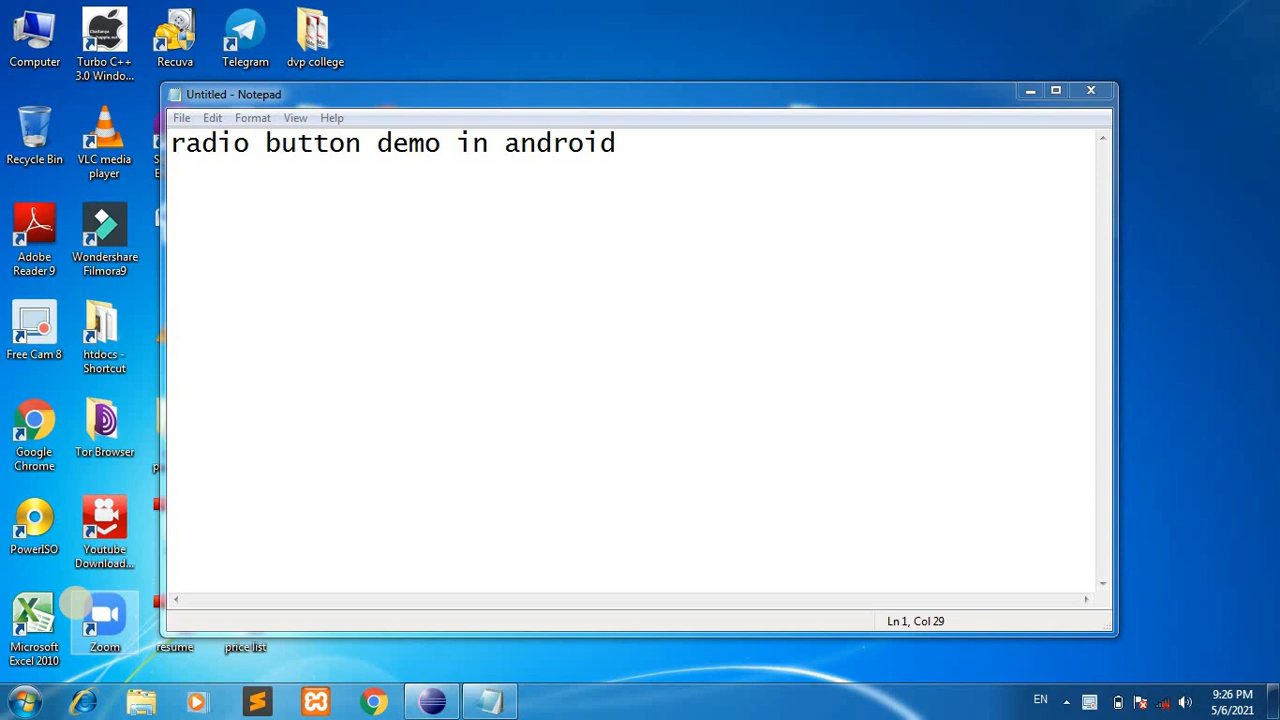 Computer
Turbo C++
3.0 Windo...
Recuva
Telegram
dvp college
Untitled - Notepad
File Edit Format View Help
radio button demo in android
Recycle Bin
VLC media
player
Adobe
Reader 9
Wondershare
Filmora9
Free Cam 8
htdocs -
Shortcut
Google
Chrome
Tor Browser
PowerISO
Youtube
Download...
Microsoft
Excel 2010
Zoom
resume
price list
Ln 1, Col 29
EN
9:26 PM
5/6/2021